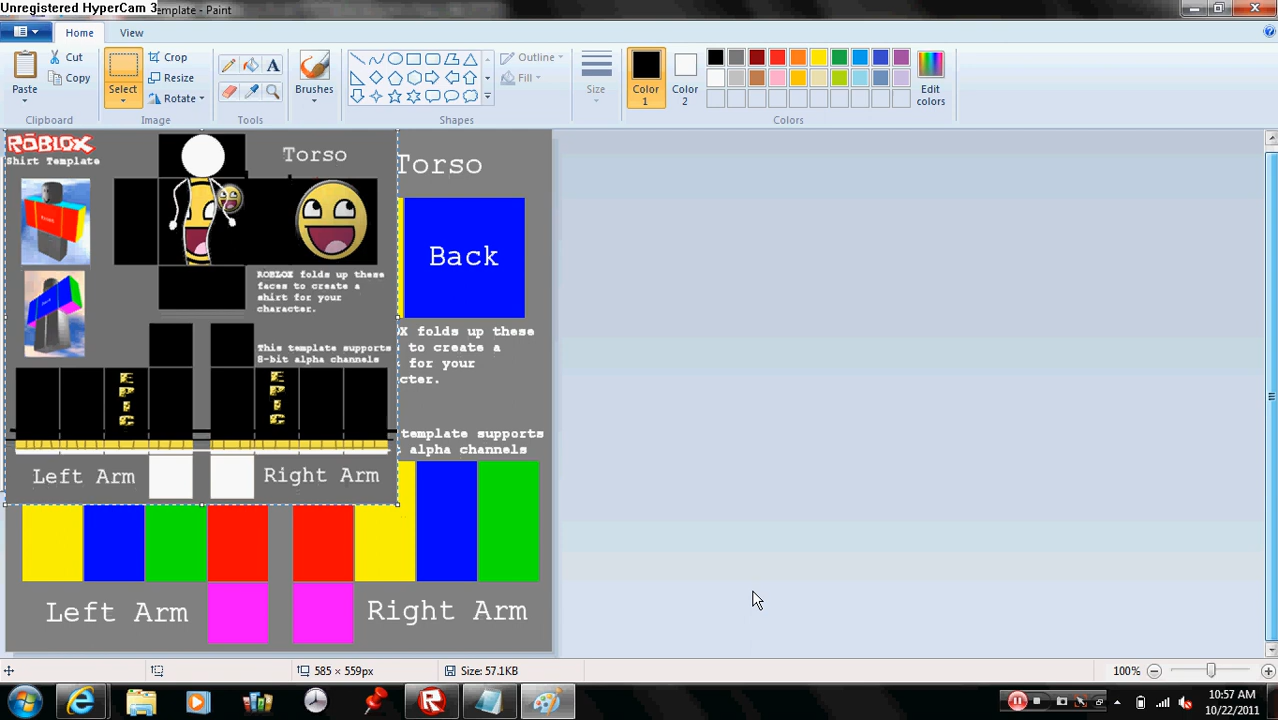 Unregistered HyperCam 3
template - Paint
Home
View
Paste
Cut
Copy
Clipboard
Select
Crop
Resize
Rotate
Image
A
Tools
Brushes
Outline
Fill
Shapes
Size
Color 1
Color 2
Edit colors
Colors
ROBLOX
Shirt Template
Torso
Torso
Back
ROBLOX folds up these
faces to create a
shirt for your
character.
X folds up these
to create a
for your
cter.
This template supports
8-bit alpha channels
template supports
alpha channels
EPIC
EPIC
Left Arm
Right Arm
Left Arm
Right Arm
585 × 559px
Size: 57.1KB
100%
10:57 AM
10/22/2011